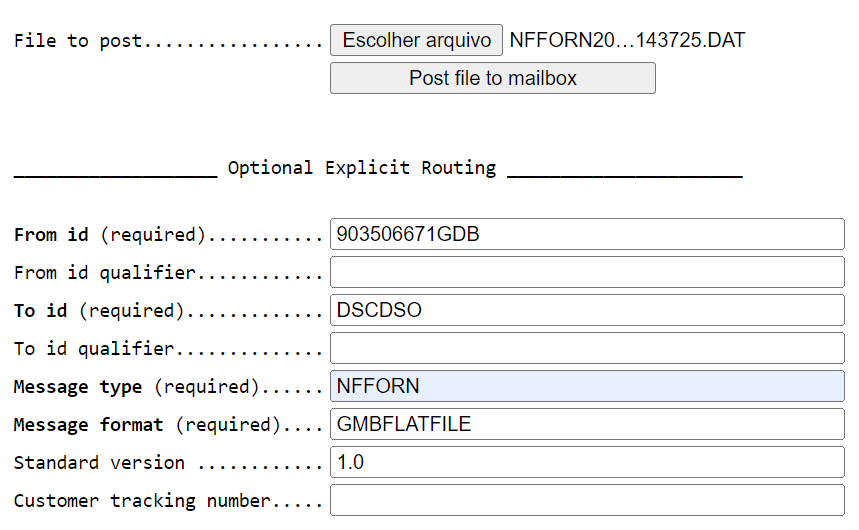 File to post................. Escolher arquivo NFFORN20...143725.DAT
Post file to mailbox
___________________ Optional Explicit Routing ______________________
From id (required)........... 903506671GDB
From id qualifier............
To id (required)............. DSCDSO
To id qualifier..............
Message type (required)...... NFFORN
Message format (required).... GMBFLATFILE
Standard version ............ 1.0
Customer tracking number.....